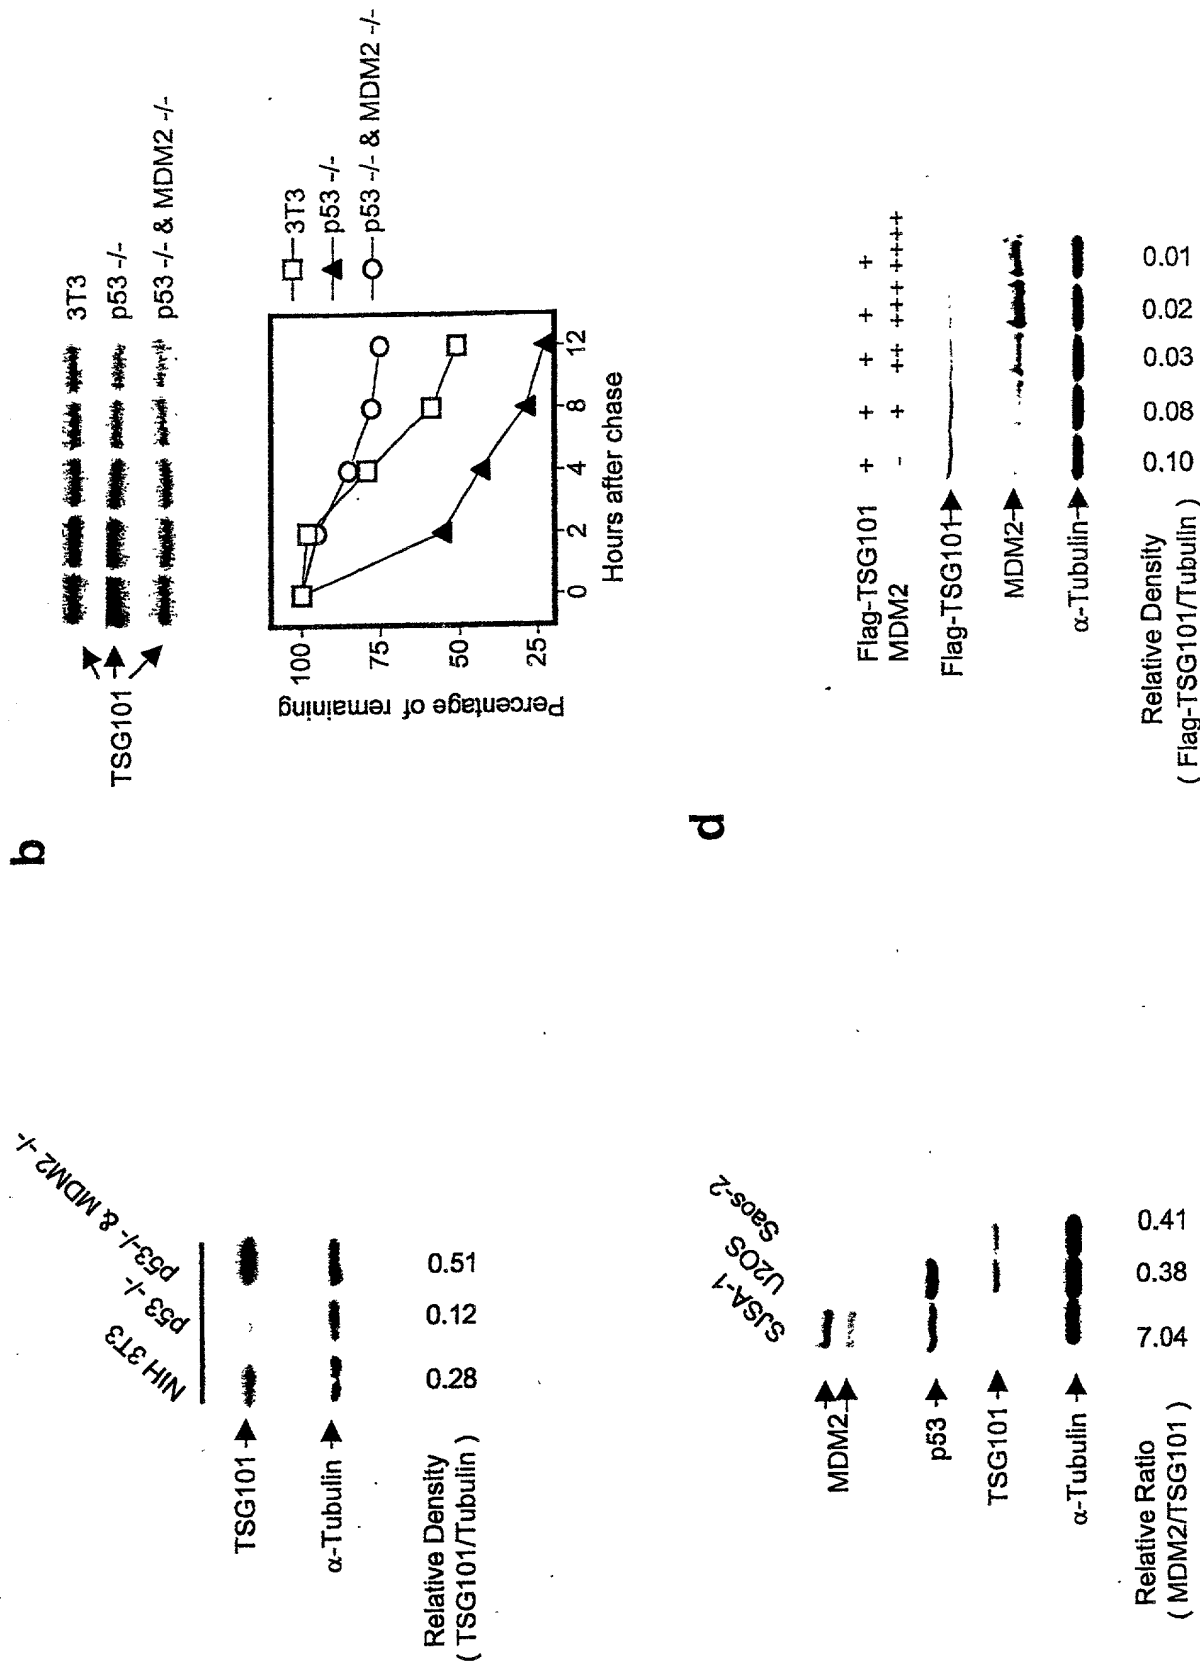 NIH 3T3
p53 -/-
p53-/- & MDM2 -/-
TSG101
α-Tubulin
0.28 0.12 0.51
Relative Density
( TSG101/Tubulin )
b
TSG101
3T3
p53 -/-
p53 -/- & MDM2 -/-
Percentage of remaining
100
75
50
25
0 2 4 8 12
Hours after chase
3T3
p53 -/-
p53 -/- & MDM2 -/-
SJSA-1
U2OS
Saos-2
MDM2
p53
TSG101
α-Tubulin
Relative Ratio
( MDM2/TSG101 )
7.04 0.38 0.41
d
Flag-TSG101 + + + + +
MDM2 - + ++ +++ ++++
Flag-TSG101
MDM2
α-Tubulin
Relative Density
( Flag-TSG101/Tubulin )
0.10 0.08 0.03 0.02 0.01